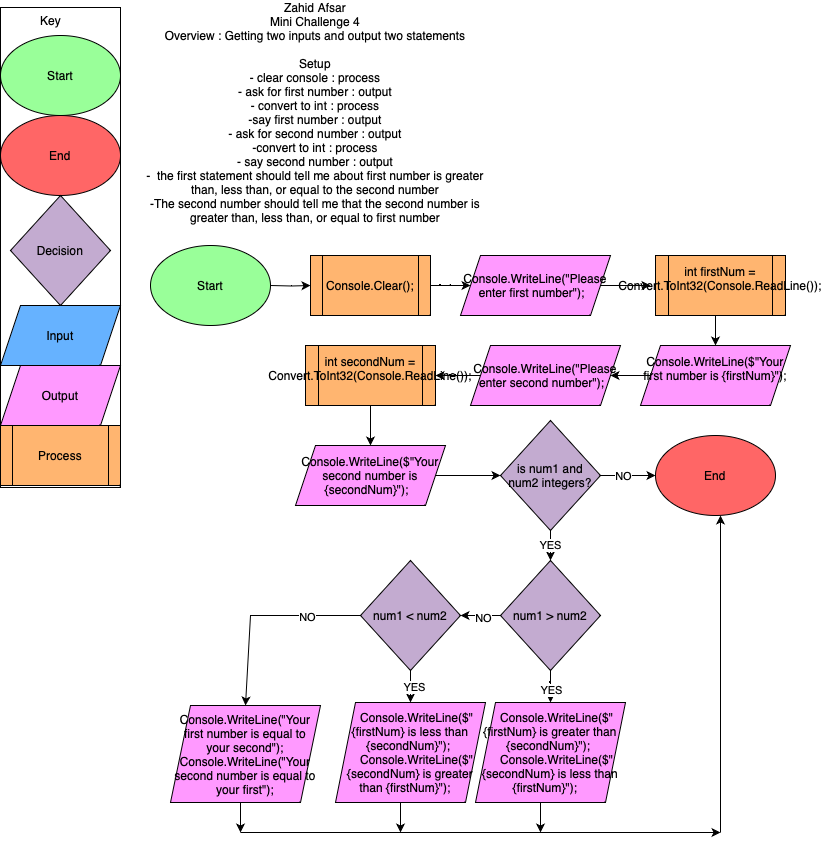 Key
Start
End
Decision
Input
Output
Process
Zahid Afsar
Mini Challenge 4
Overview : Getting two inputs and output two statements
Setup
- clear console : process
- ask for first number : output
- convert to int : process
-say first number : output
- ask for second number : output
-convert to int : process
- say second number : output
- the first statement should tell me about first number is greater
than, less than, or equal to the second number
-The second number should tell me that the second number is
greater than, less than, or equal to first number
Start
Console.Clear();
Console.WriteLine("Please
enter first number");
int firstNum =
Convert.ToInt32(Console.ReadLine());
int secondNum =
Convert.ToInt32(Console.ReadLine());
Console.WriteLine("Please
enter second number");
Console.WriteLine($"Your
first number is {firstNum}");
Console.WriteLine($"Your
second number is
{secondNum}");
is num1 and
num2 integers?
NO
End
YES
NO
num1 < num2
NO
num1 > num2
YES
YES
Console.WriteLine("Your
first number is equal to
your second");
Console.WriteLine("Your
second number is equal to
your first");
Console.WriteLine($"
{firstNum} is less than
{secondNum}");
Console.WriteLine($"
{secondNum} is greater
than {firstNum}");
Console.WriteLine($"
{firstNum} is greater than
{secondNum}");
Console.WriteLine($"
{secondNum} is less than
{firstNum}");